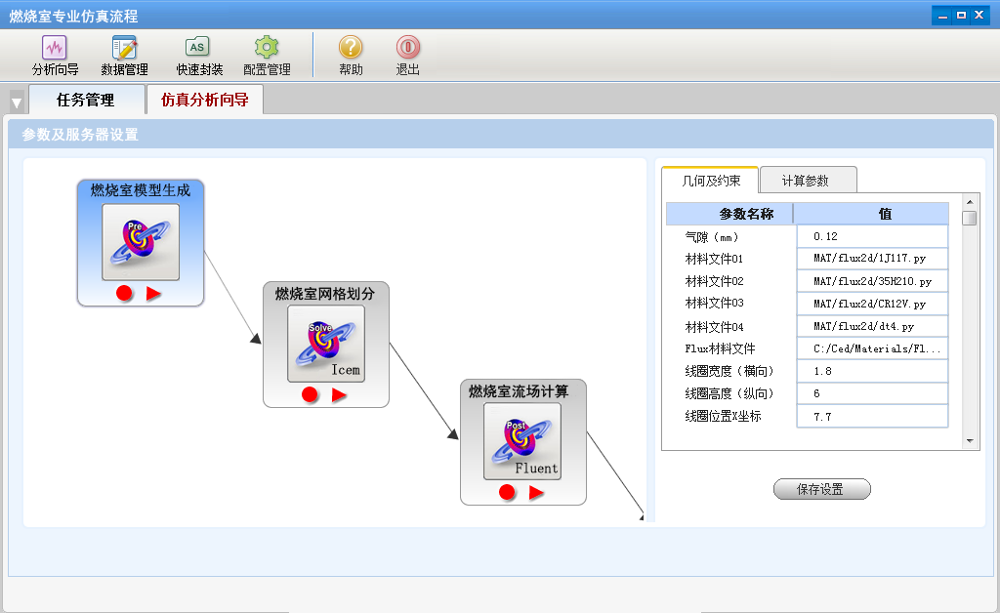 燃烧室专业仿真流程
分析向导 数据管理 AS 快速封装 配置管理 帮助 退出
任务管理 仿真分析向导
参数及服务器设置
燃烧室模型生成
Pre
燃烧室网格划分
Solve
Icem
燃烧室流场计算
Post
Fluent
几何及约束 计算参数
参数名称 值
气隙（mm） 0.12
材料文件01 MAT/flux2d/1J117.py
材料文件02 MAT/flux2d/35H210.py
材料文件03 MAT/flux2d/CR12V.py
材料文件04 MAT/flux2d/dt4.py
Flux材料文件 C:/Ced/Materials/Fl...
线圈宽度（横向） 1.8
线圈高度（纵向） 6
线圈位置X坐标 7.7
保存设置